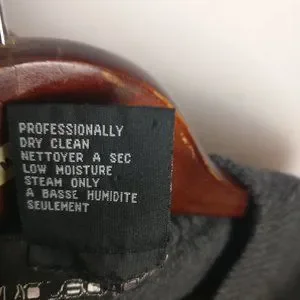 PROFESSIONALLY
DRY CLEAN
NETTOYER A SEC
LOW MOISTURE
STEAM ONLY
A BASSE HUMIDITE
SEULEMENT